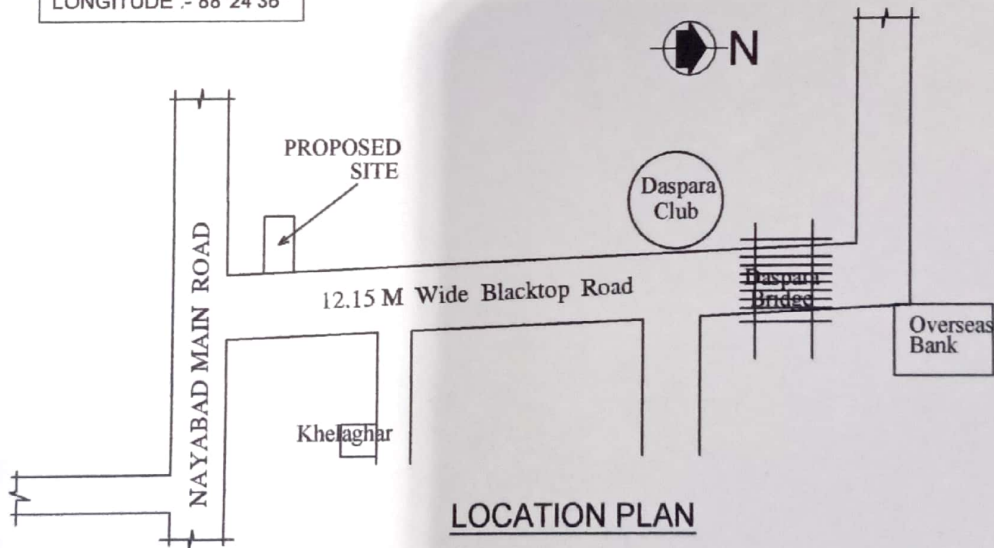 LONGITUDE :- 88°24'36"
N
PROPOSED
SITE
Daspara
Club
NAYABAD MAIN ROAD
12.15 M Wide Blacktop Road
Daspara
Bridge
Overseas
Bank
Khelaghar
LOCATION PLAN